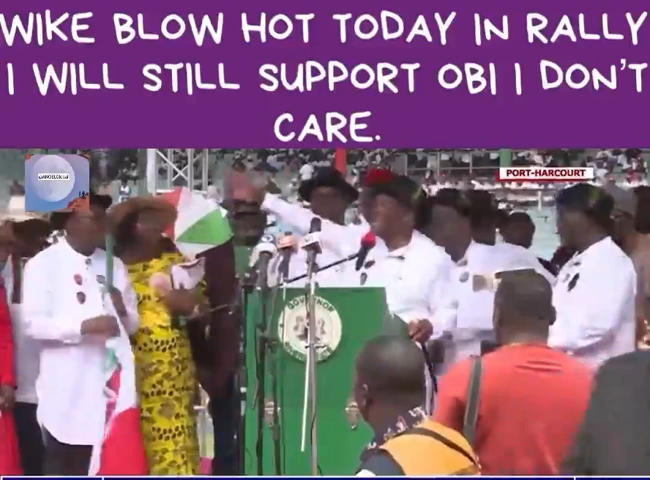 WIKE BLOW HOT TODAY IN RALLY
I WILL STILL SUPPORT OBI I DON'T
CARE.
PORT-HARCOURT